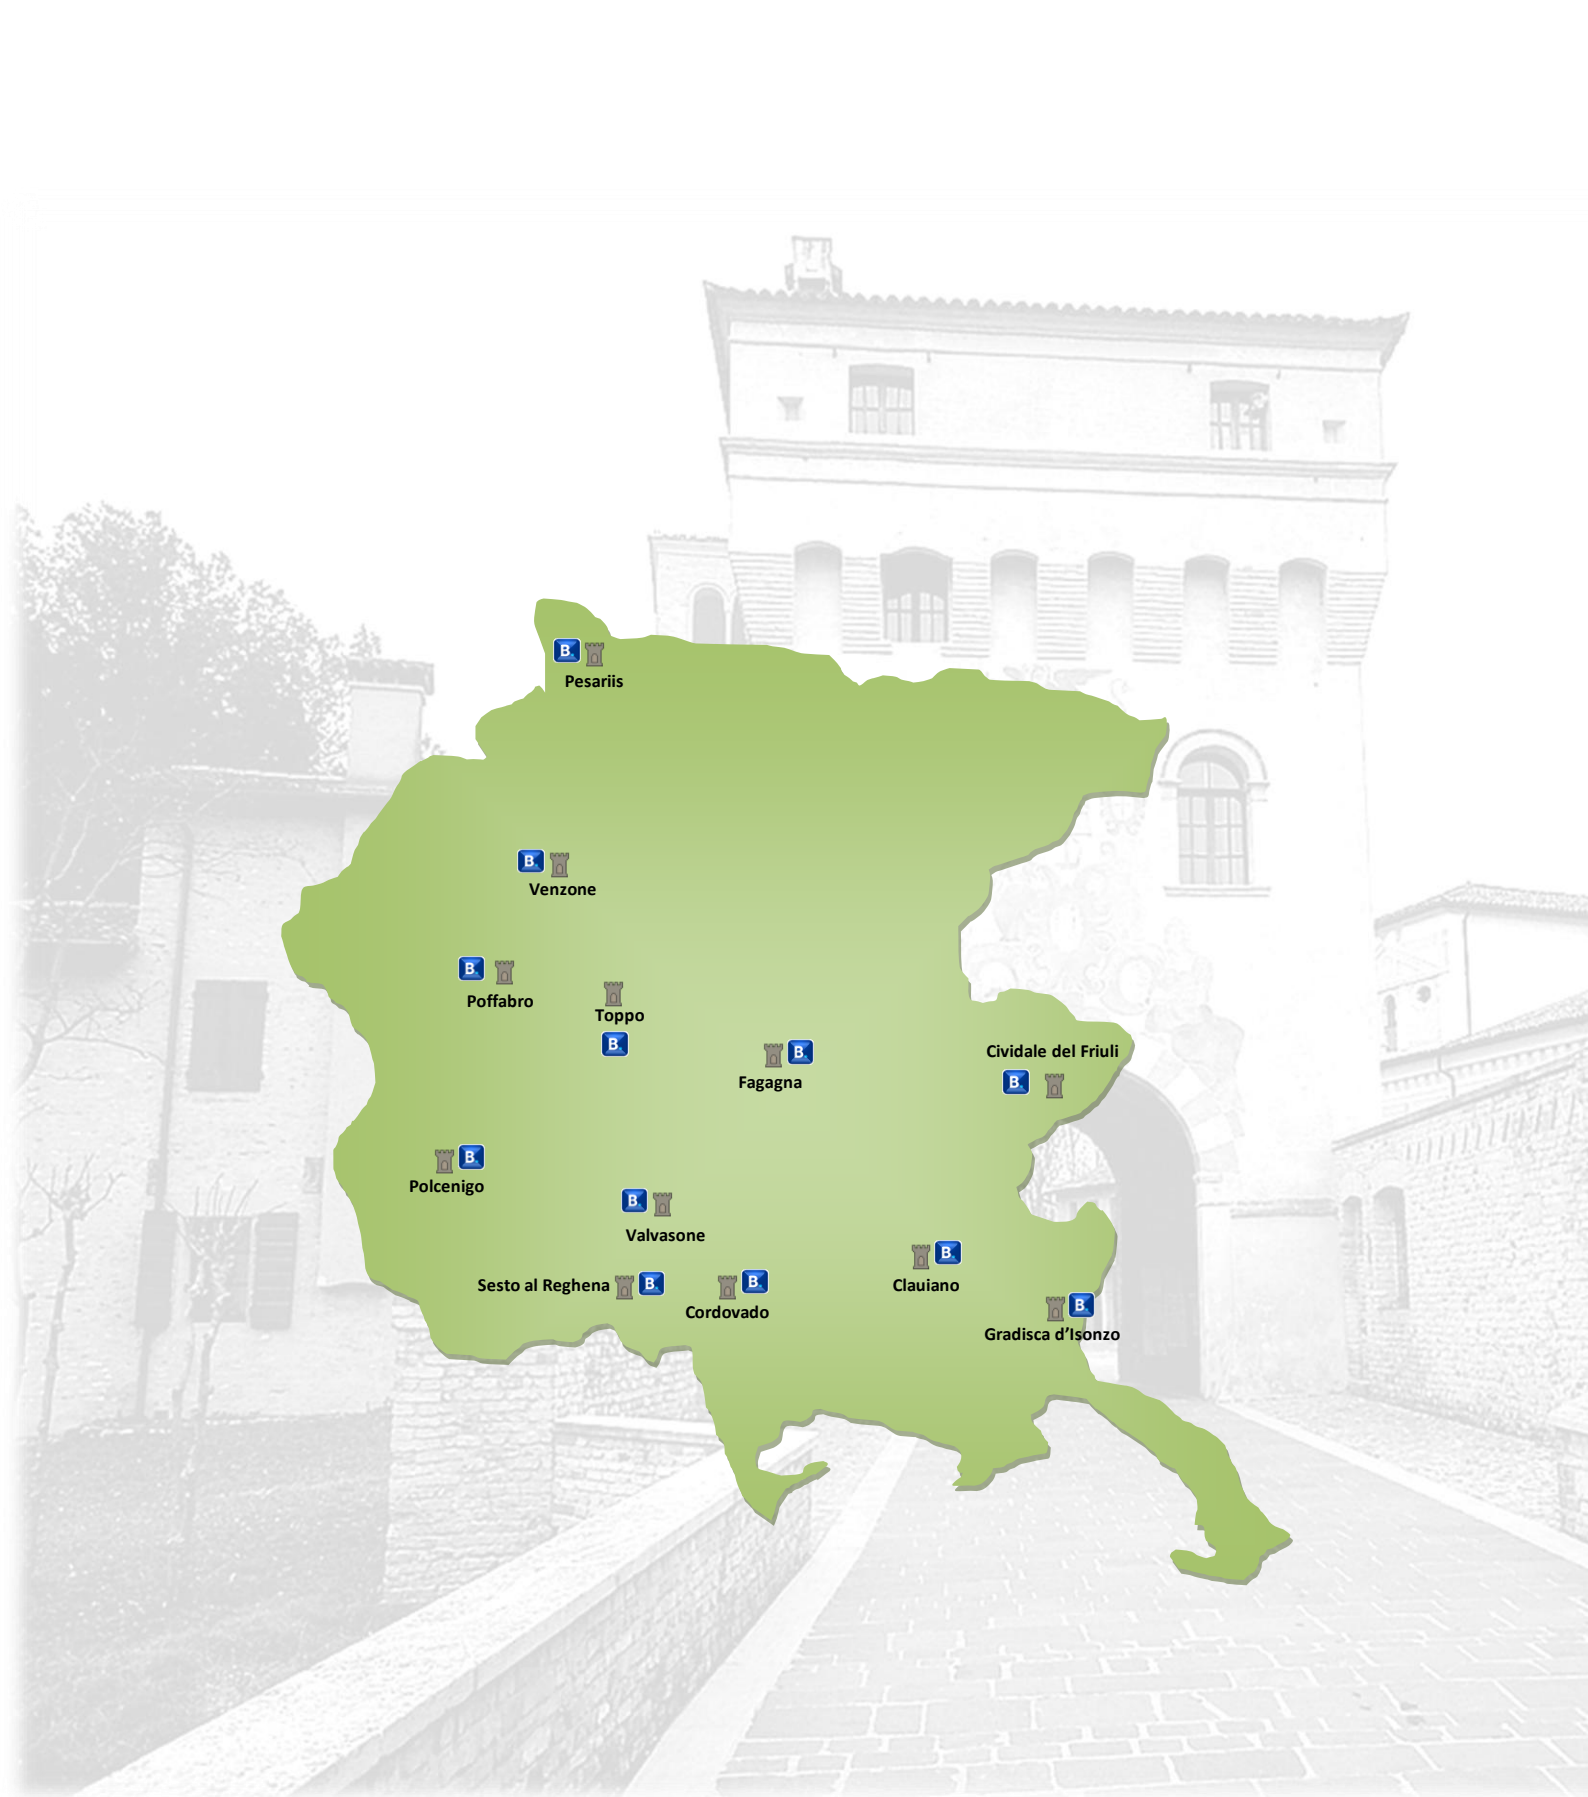 B.
Pesariis
B.
Venzone
B.
Poffabro
Toppo
B.
B.
Fagagna
Cividale del Friuli
B.
B.
Polcenigo
B.
Valvasone
B.
Clauiano
Sesto al Reghena B.
B.
Cordovado
B.
Gradisca d’Isonzo